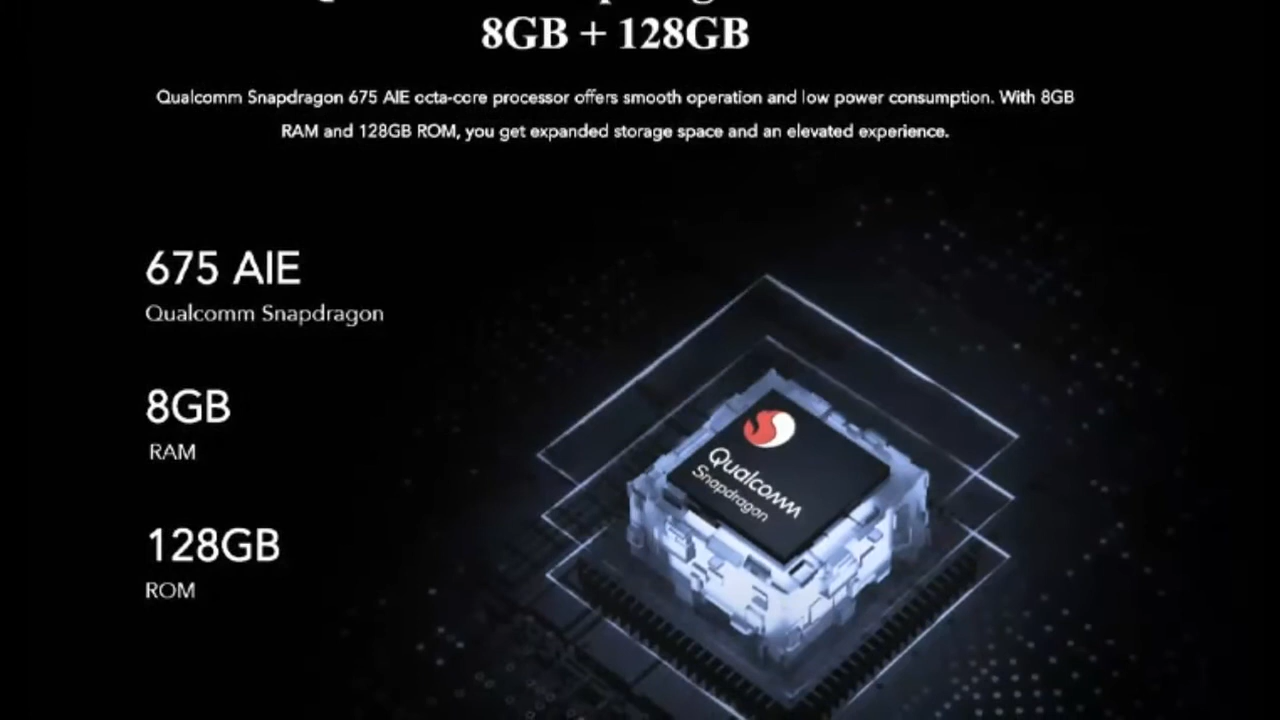 8GB + 128GB
Qualcomm Snapdragon 675 AIE octa-core processor offers smooth operation and low power consumption. With 8GB
RAM and 128GB ROM, you get expanded storage space and an elevated experience.
675 AIE
Qualcomm Snapdragon
8GB
RAM
128GB
ROM
Qualcomm
Snapdragon